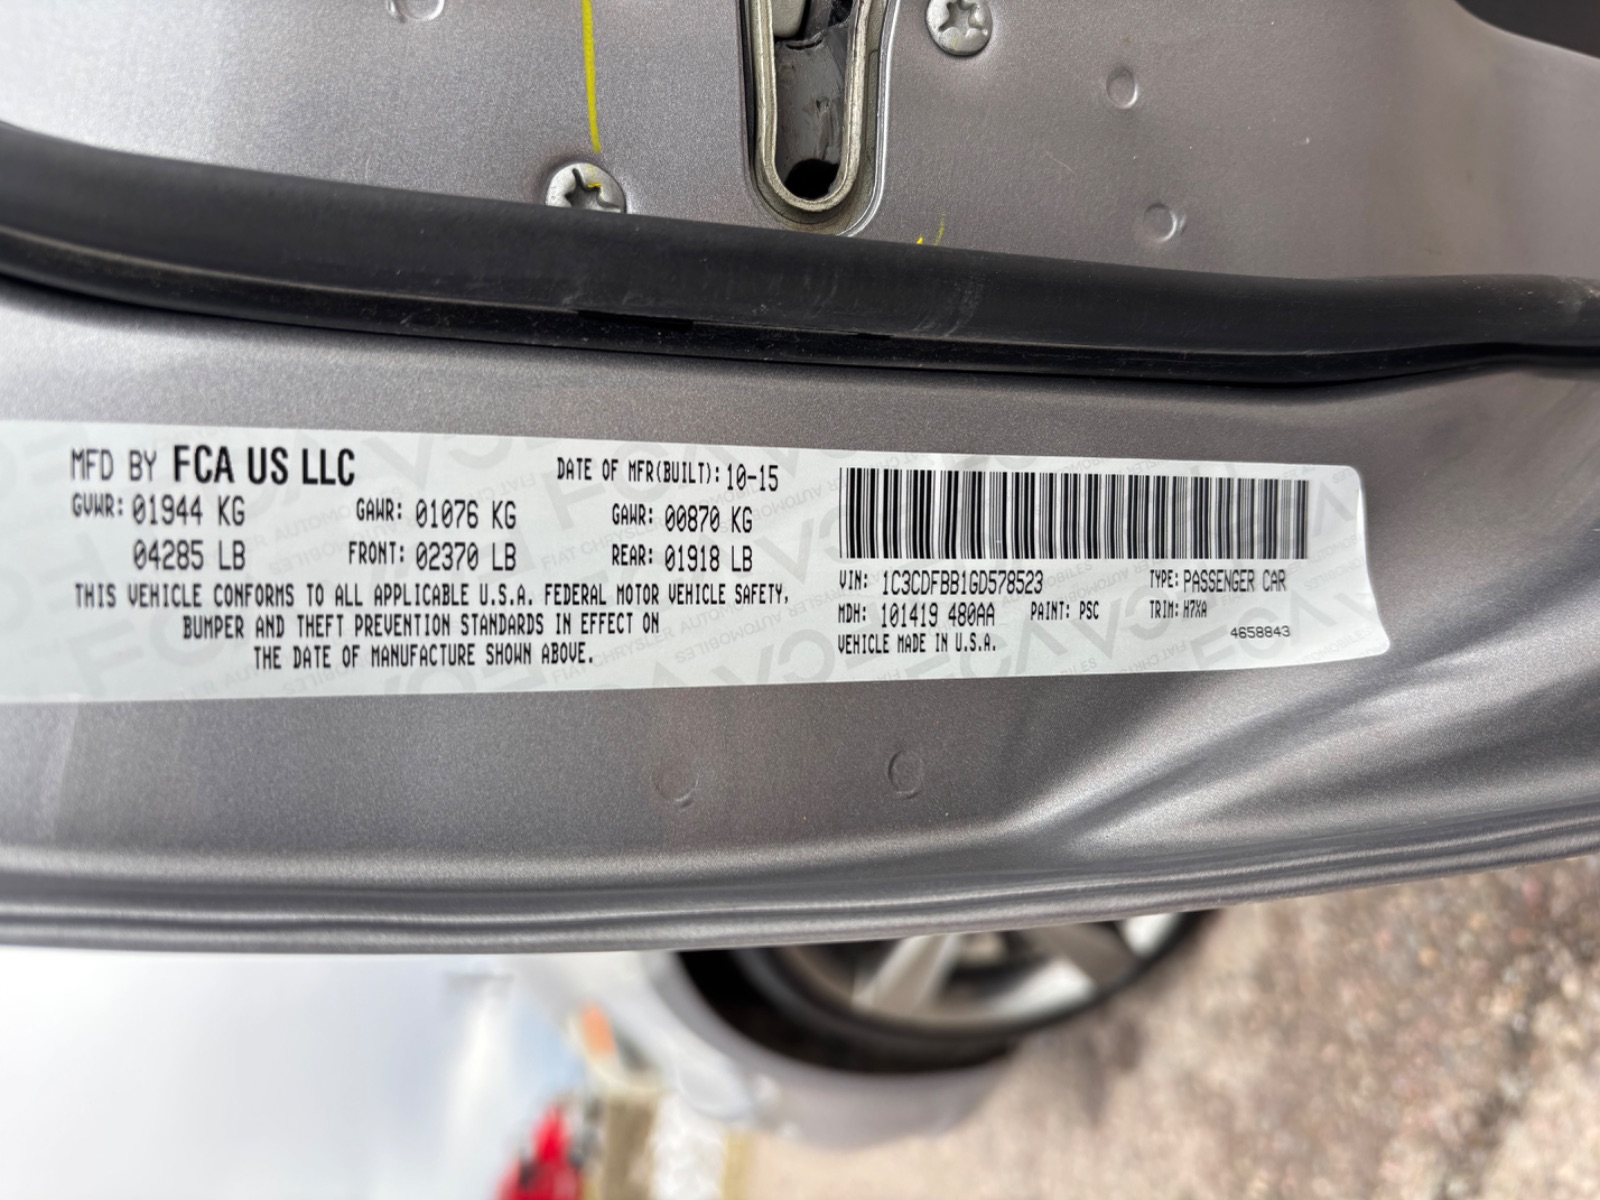 MFD BY FCA US LLC DATE OF MFR(BUILT): 10-15
GVWR: 01944 KG GAWR: 01076 KG GAWR: 00870 KG
04285 LB FRONT: 02370 LB REAR: 01918 LB
THIS VEHICLE CONFORMS TO ALL APPLICABLE U.S.A. FEDERAL MOTOR VEHICLE SAFETY,
BUMPER AND THEFT PREVENTION STANDARDS IN EFFECT ON
THE DATE OF MANUFACTURE SHOWN ABOVE.
VIN: 1C3CDFBB1GD578523 TYPE: PASSENGER CAR
MDH: 101419 480AA PAINT: PSC TRIM: H7XA
VEHICLE MADE IN U.S.A. 4658843